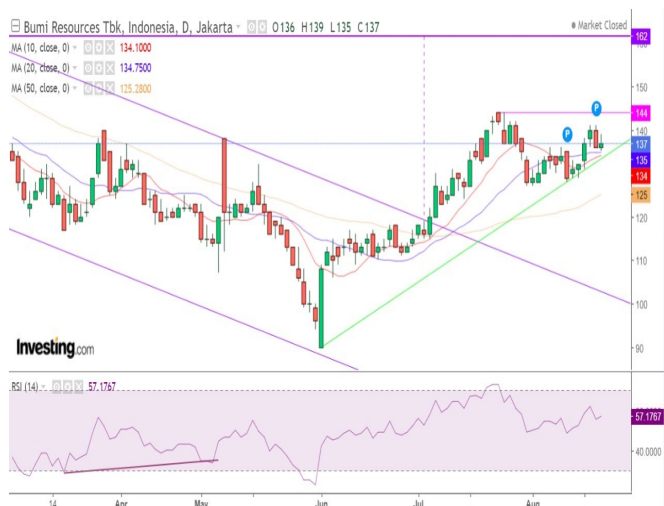 Bumi Resources Tbk, Indonesia, D, Jakarta O136 H139 L135 C137
Market Closed
MA (10, close, 0) 134.1000
MA (20, close, 0) 134.7500
MA (50, close, 0) 125.2800
162
150
144
140
137
135
134
125
120
110
100
90
P
P
Investing.com
RSI (14) 57.1767
57.1767
40.0000
14 Apr May Jun Jul Aug